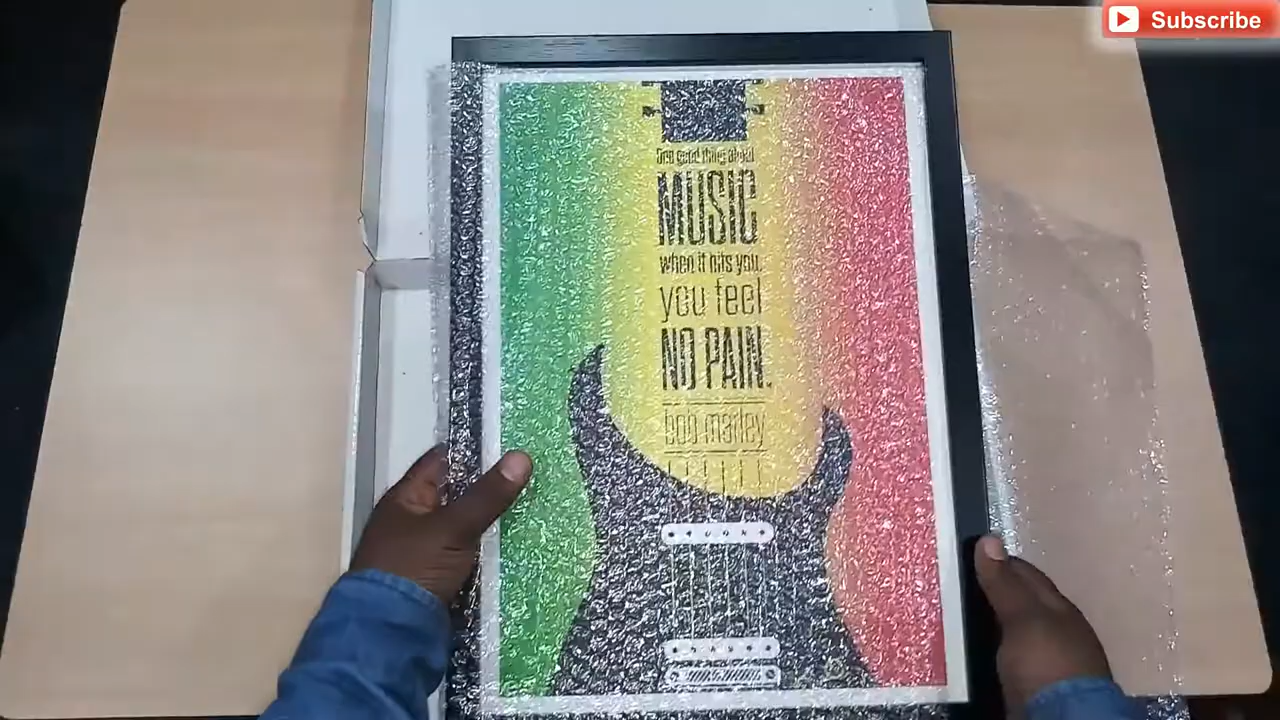 Subscribe
One good thing about
MUSIC
when it hits you,
you feel
NO PAIN.
bob marley